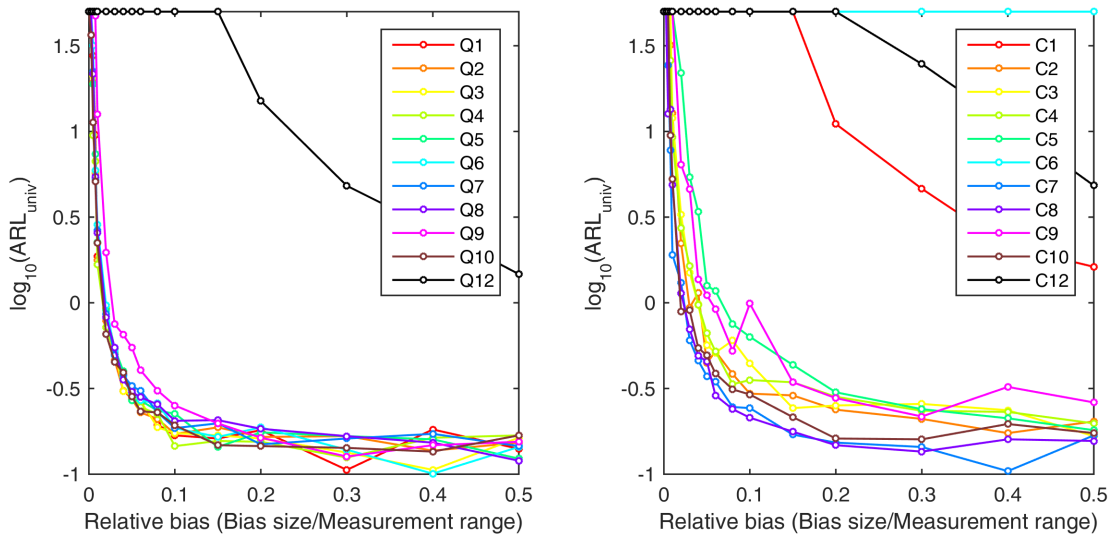 1.5
1
0.5
0
-0.5
-1
log10(ARLuniv)
0 0.1 0.2 0.3 0.4 0.5
Relative bias (Bias size/Measurement range)
Q1
Q2
Q3
Q4
Q5
Q6
Q7
Q8
Q9
Q10
Q12
1.5
1
0.5
0
-0.5
-1
log10(ARLuniv)
0 0.1 0.2 0.3 0.4 0.5
Relative bias (Bias size/Measurement range)
C1
C2
C3
C4
C5
C6
C7
C8
C9
C10
C12